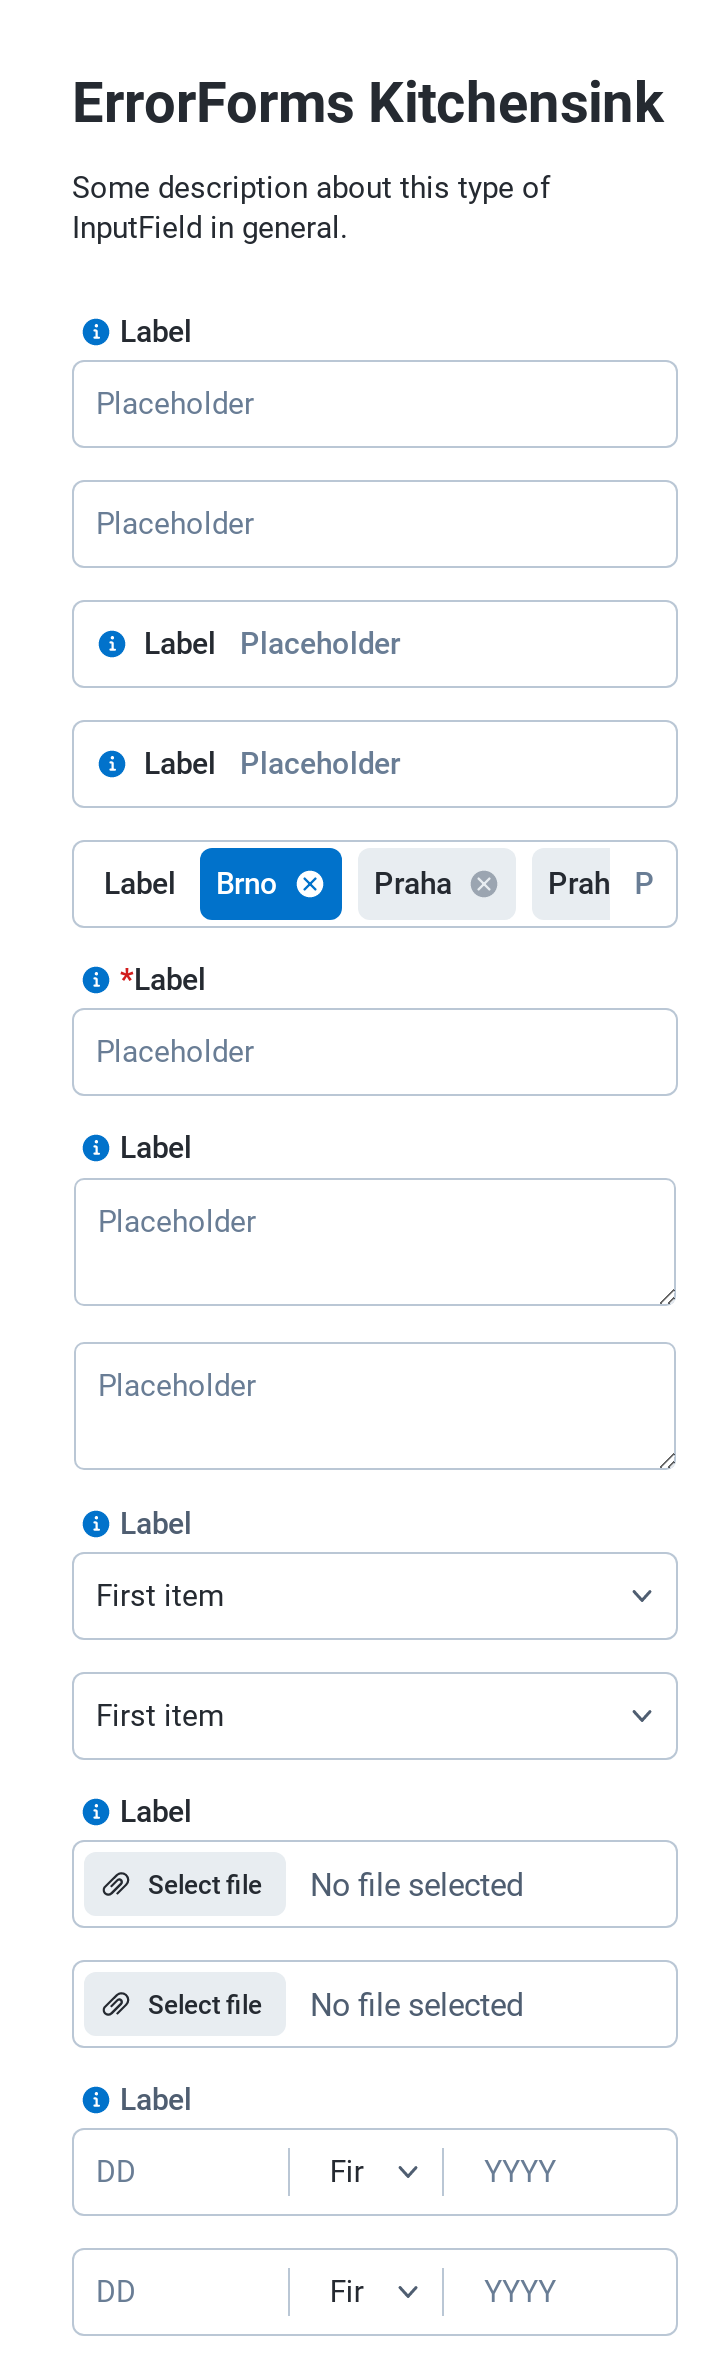 ErrorForms Kitchensink
Some description about this type of
InputField in general.
Label
Placeholder
Placeholder
Label Placeholder
Label Placeholder
Label Brno Praha Prah P
*Label
Placeholder
Label
Placeholder
Placeholder
Label
First item
First item
Label
Select file No file selected
Select file No file selected
Label
DD Fir YYYY
DD Fir YYYY